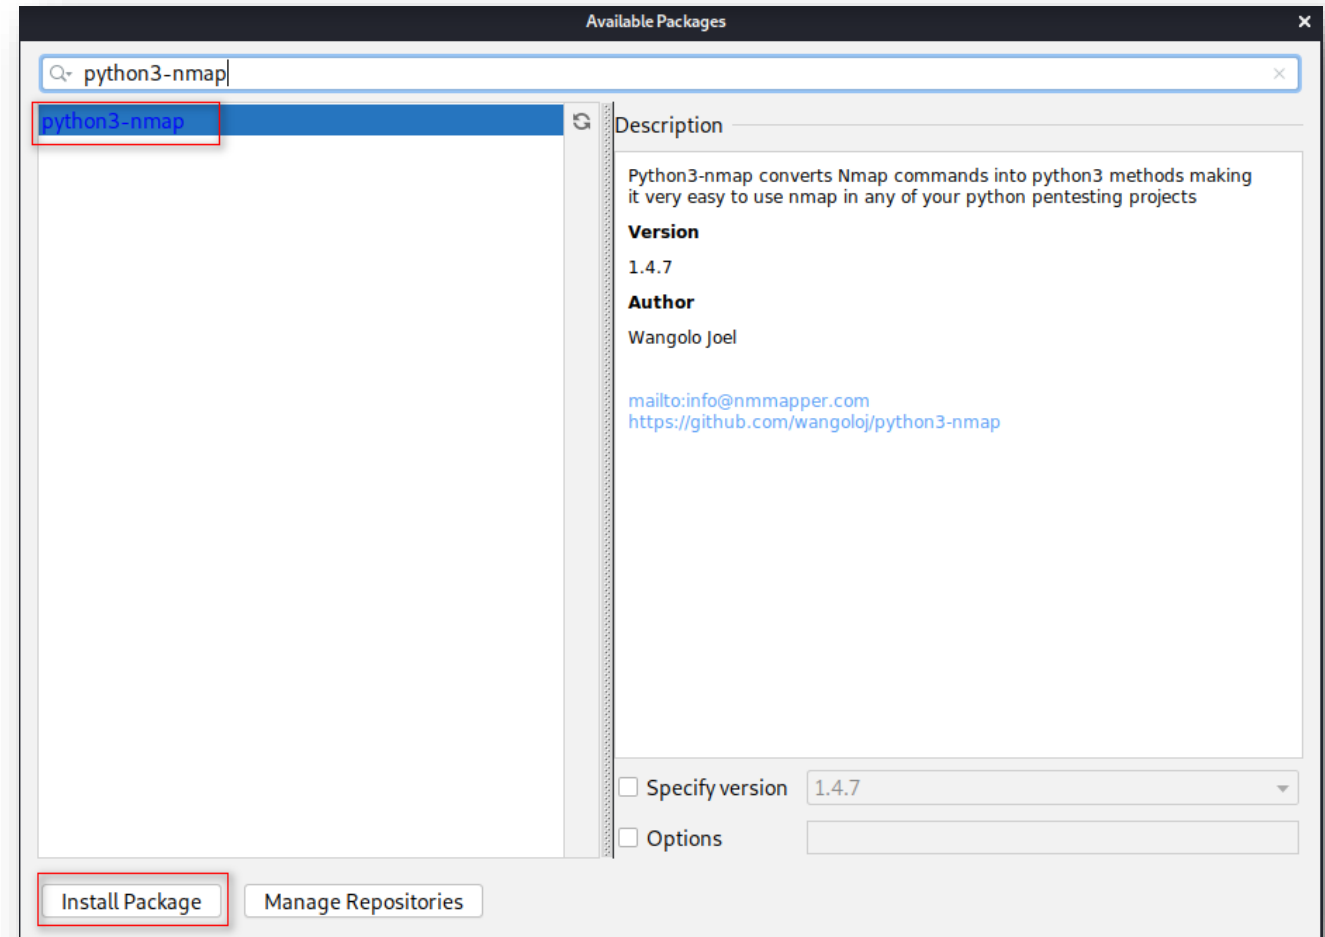 Available Packages
python3-nmap
python3-nmap
Description
Python3-nmap converts Nmap commands into python3 methods making
it very easy to use nmap in any of your python pentesting projects
Version
1.4.7
Author
Wangolo Joel
mailto:info@nmmapper.com
https://github.com/wangoloj/python3-nmap
Specify version 1.4.7
Options
Install Package Manage Repositories